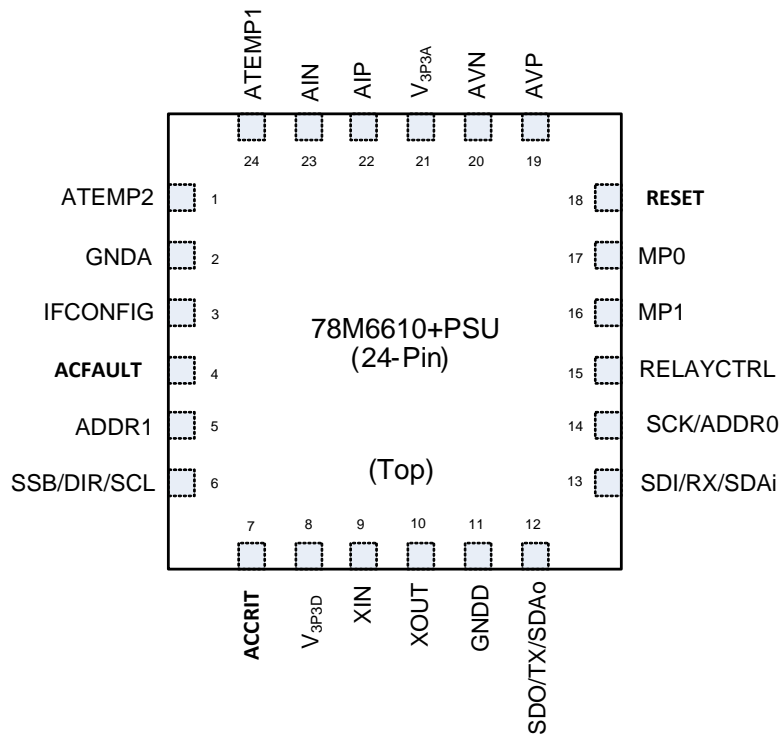 ATEMP1
AIN
AIP
V3P3A
AVN
AVP
24
23
22
21
20
19
ATEMP2 1
GNDA 2
IFCONFIG 3
ACFAULT 4
ADDR1 5
SSB/DIR/SCL 6
18 RESET
17 MP0
16 MP1
15 RELAYCTRL
14 SCK/ADDR0
13 SDI/RX/SDAi
78M6610+PSU
(24-Pin)
(Top)
7
8
9
10
11
12
ACCRIT
V3P3D
XIN
XOUT
GNDD
SDO/TX/SDAo